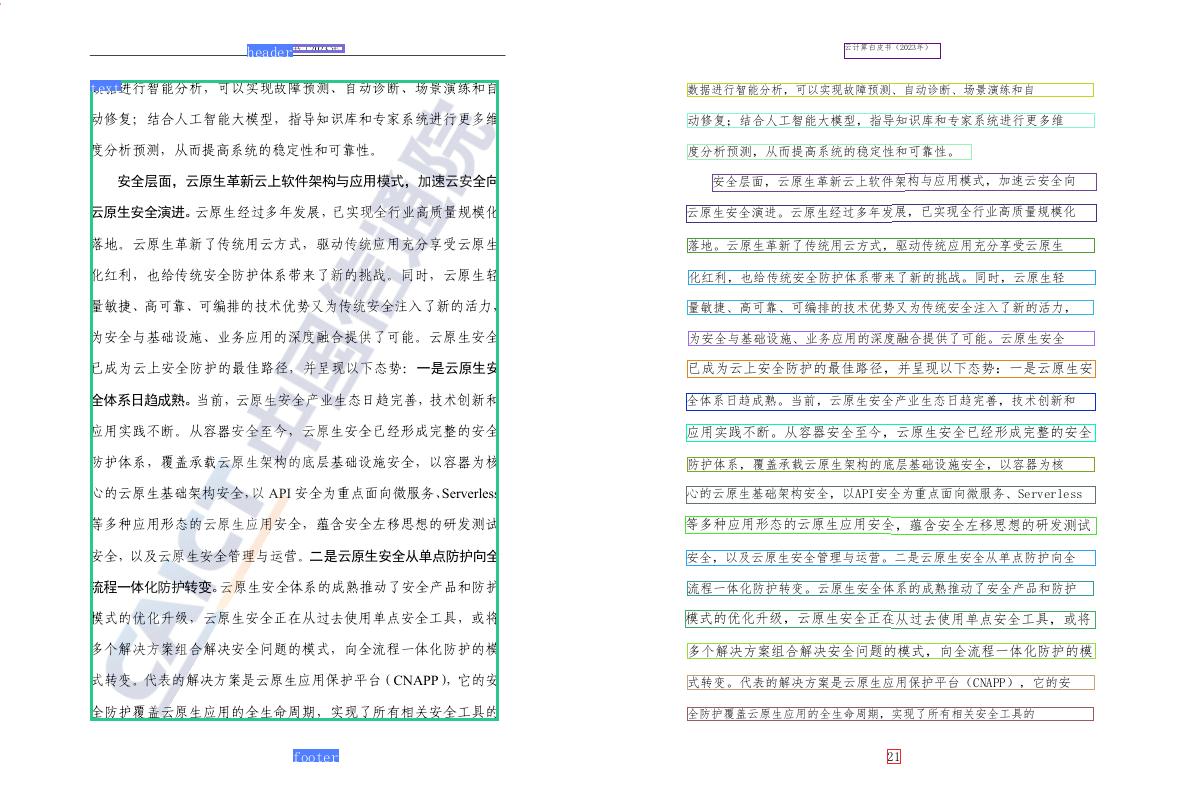 header
text
数据进行智能分析，可以实现故障预测、自动诊断、场景演练和自
动修复；结合人工智能大模型，指导知识库和专家系统进行更多维
度分析预测，从而提高系统的稳定性和可靠性。
安全层面，云原生革新云上软件架构与应用模式，加速云安全向
云原生安全演进。云原生经过多年发展，已实现全行业高质量规模化
落地。云原生革新了传统用云方式，驱动传统应用充分享受云原生
化红利，也给传统安全防护体系带来了新的挑战。同时，云原生轻
量敏捷、高可靠、可编排的技术优势又为传统安全注入了新的活力，
为安全与基础设施、业务应用的深度融合提供了可能。云原生安全
已成为云上安全防护的最佳路径，并呈现以下态势：一是云原生安
全体系日趋成熟。当前，云原生安全产业生态日趋完善，技术创新和
应用实践不断。从容器安全至今，云原生安全已经形成完整的安全
防护体系，覆盖承载云原生架构的底层基础设施安全，以容器为核
心的云原生基础架构安全，以 API 安全为重点面向微服务、Serverless
等多种应用形态的云原生应用安全，蕴含安全左移思想的研发测试
安全，以及云原生安全管理与运营。二是云原生安全从单点防护向全
流程一体化防护转变。云原生安全体系的成熟推动了安全产品和防护
模式的优化升级，云原生安全正在从过去使用单点安全工具，或将
多个解决方案组合解决安全问题的模式，向全流程一体化防护的模
式转变。代表的解决方案是云原生应用保护平台（CNAPP），它的安
全防护覆盖云原生应用的全生命周期，实现了所有相关安全工具的
CAICT 中国信通院
footer
云计算白皮书（2023年）
数据进行智能分析，可以实现故障预测、自动诊断、场景演练和自
动修复；结合人工智能大模型，指导知识库和专家系统进行更多维
度分析预测，从而提高系统的稳定性和可靠性。
安全层面，云原生革新云上软件架构与应用模式，加速云安全向
云原生安全演进。云原生经过多年发展，已实现全行业高质量规模化
落地。云原生革新了传统用云方式，驱动传统应用充分享受云原生
化红利，也给传统安全防护体系带来了新的挑战。同时，云原生轻
量敏捷、高可靠、可编排的技术优势又为传统安全注入了新的活力，
为安全与基础设施、业务应用的深度融合提供了可能。云原生安全
已成为云上安全防护的最佳路径，并呈现以下态势：一是云原生安
全体系日趋成熟。当前，云原生安全产业生态日趋完善，技术创新和
应用实践不断。从容器安全至今，云原生安全已经形成完整的安全
防护体系，覆盖承载云原生架构的底层基础设施安全，以容器为核
心的云原生基础架构安全，以API安全为重点面向微服务、Serverless
等多种应用形态的云原生应用安全，蕴含安全左移思想的研发测试
安全，以及云原生安全管理与运营。二是云原生安全从单点防护向全
流程一体化防护转变。云原生安全体系的成熟推动了安全产品和防护
模式的优化升级，云原生安全正在从过去使用单点安全工具，或将
多个解决方案组合解决安全问题的模式，向全流程一体化防护的模
式转变。代表的解决方案是云原生应用保护平台（CNAPP），它的安
全防护覆盖云原生应用的全生命周期，实现了所有相关安全工具的
21